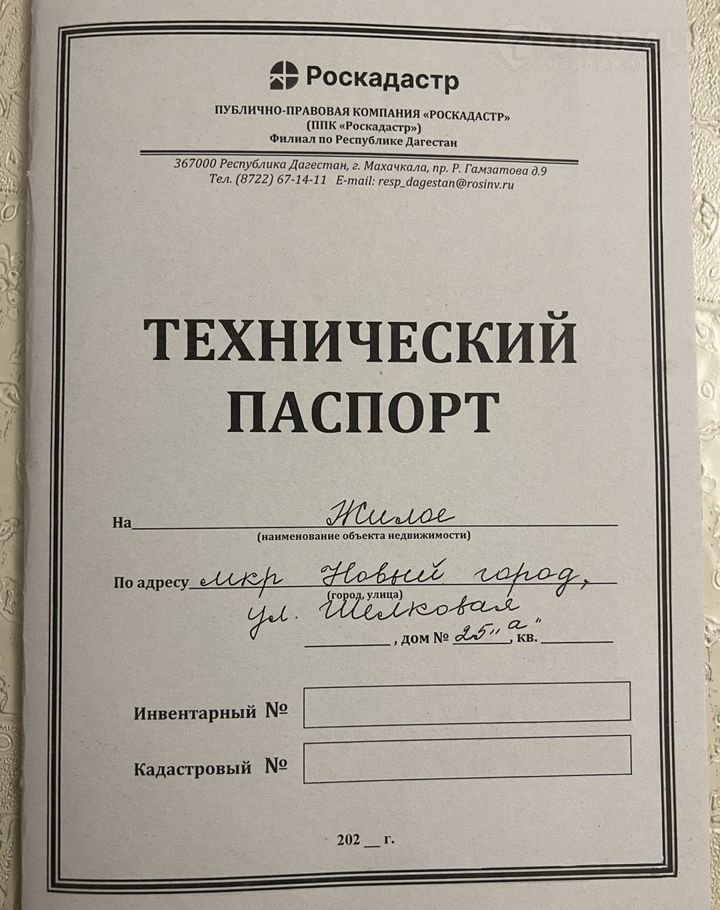 Роскадастр
ПУБЛИЧНО-ПРАВОВАЯ КОМПАНИЯ «РОСКАДАСТР»
(ППК «Роскадастр»)
Филиал по Республике Дагестан
367000 Республика Дагестан, г. Махачкала, пр. Р. Гамзатова д.9
Тел. (8722) 67-14-11 E-mail: resp_dagestan@rosinv.ru
ТЕХНИЧЕСКИЙ
ПАСПОРТ
На Жилое
(наименование объекта недвижимости)
По адресу мкр Новый город,
(город, улица)
ул. Шелковая
, дом № 25 "а", кв.
Инвентарный №
Кадастровый №
202 __ г.